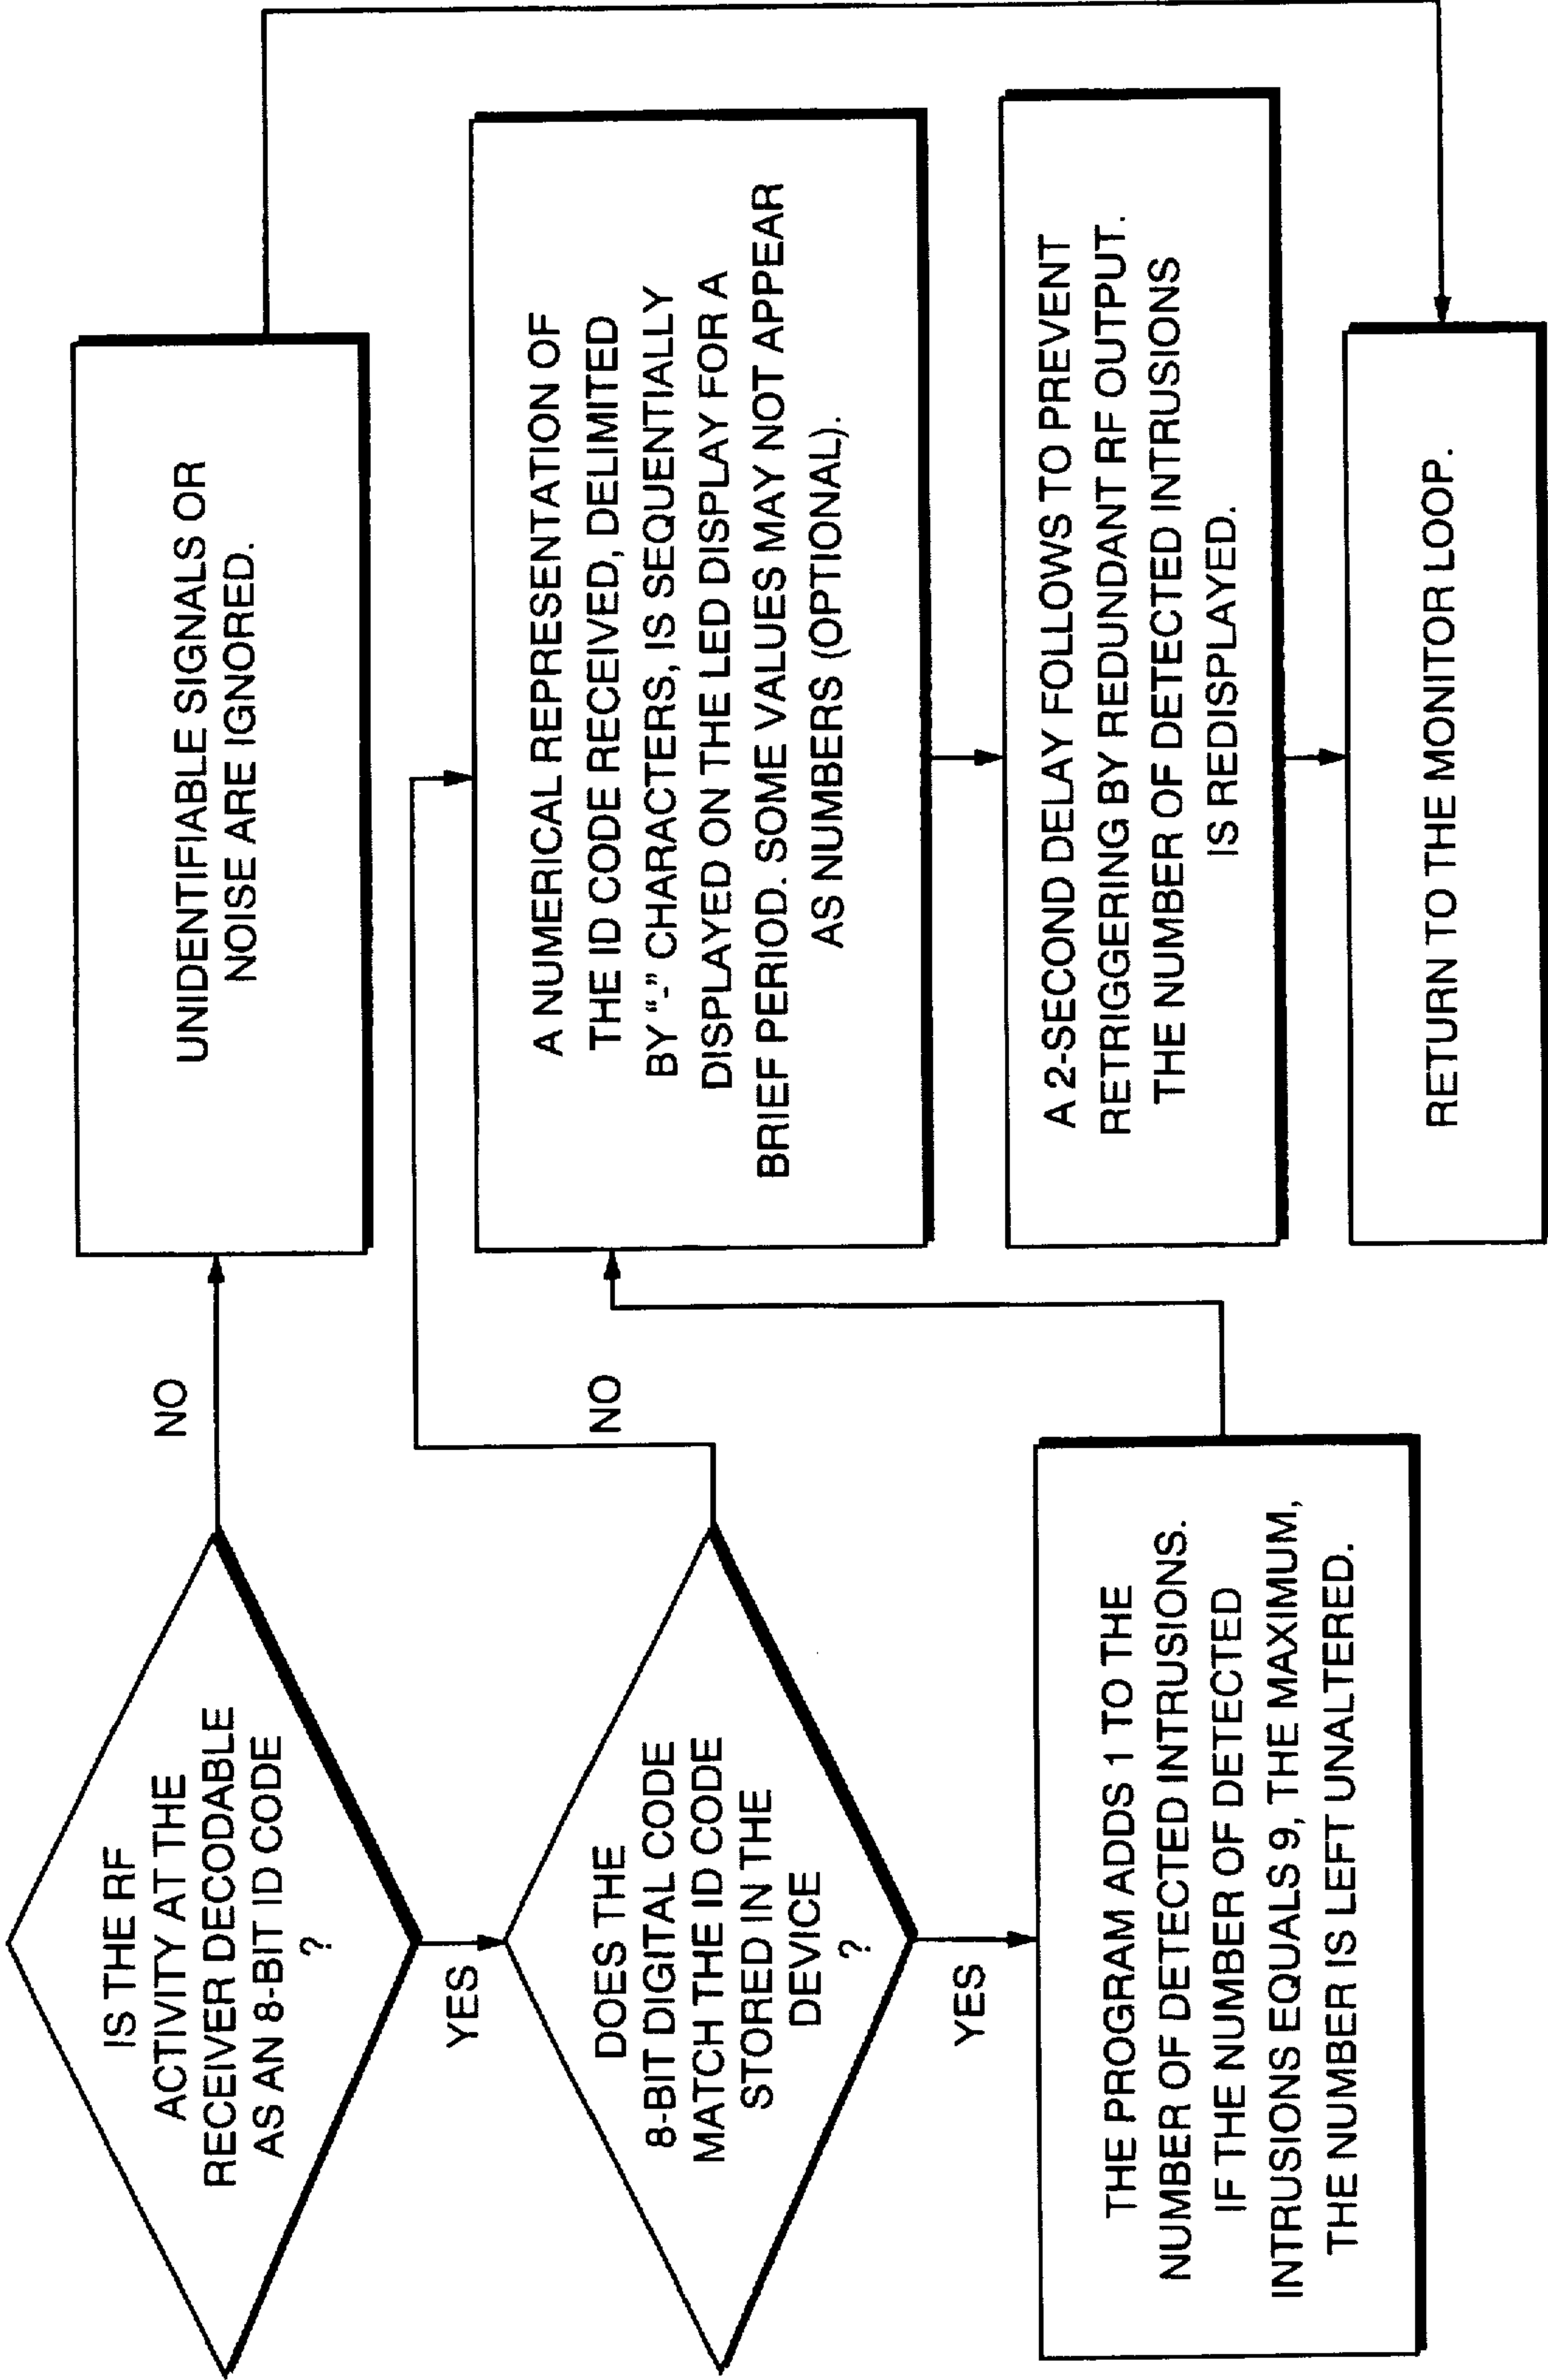 IS THE RF
ACTIVITY AT THE
RECEIVER DECODABLE
AS AN 8-BIT ID CODE
?
NO
UNIDENTIFIABLE SIGNALS OR
NOISE ARE IGNORED.
YES
DOES THE
8-BIT DIGITAL CODE
MATCH THE ID CODE
STORED IN THE
DEVICE
?
NO
A NUMERICAL REPRESENTATION OF
THE ID CODE RECEIVED, DELIMITED
BY “-” CHARACTERS, IS SEQUENTIALLY
DISPLAYED ON THE LED DISPLAY FOR A
BRIEF PERIOD. SOME VALUES MAY NOT APPEAR
AS NUMBERS (OPTIONAL).
YES
THE PROGRAM ADDS 1 TO THE
NUMBER OF DETECTED INTRUSIONS.
IF THE NUMBER OF DETECTED
INTRUSIONS EQUALS 9, THE MAXIMUM,
THE NUMBER IS LEFT UNALTERED.
A 2-SECOND DELAY FOLLOWS TO PREVENT
RETRIGGERING BY REDUNDANT RF OUTPUT.
THE NUMBER OF DETECTED INTRUSIONS
IS REDISPLAYED.
RETURN TO THE MONITOR LOOP.